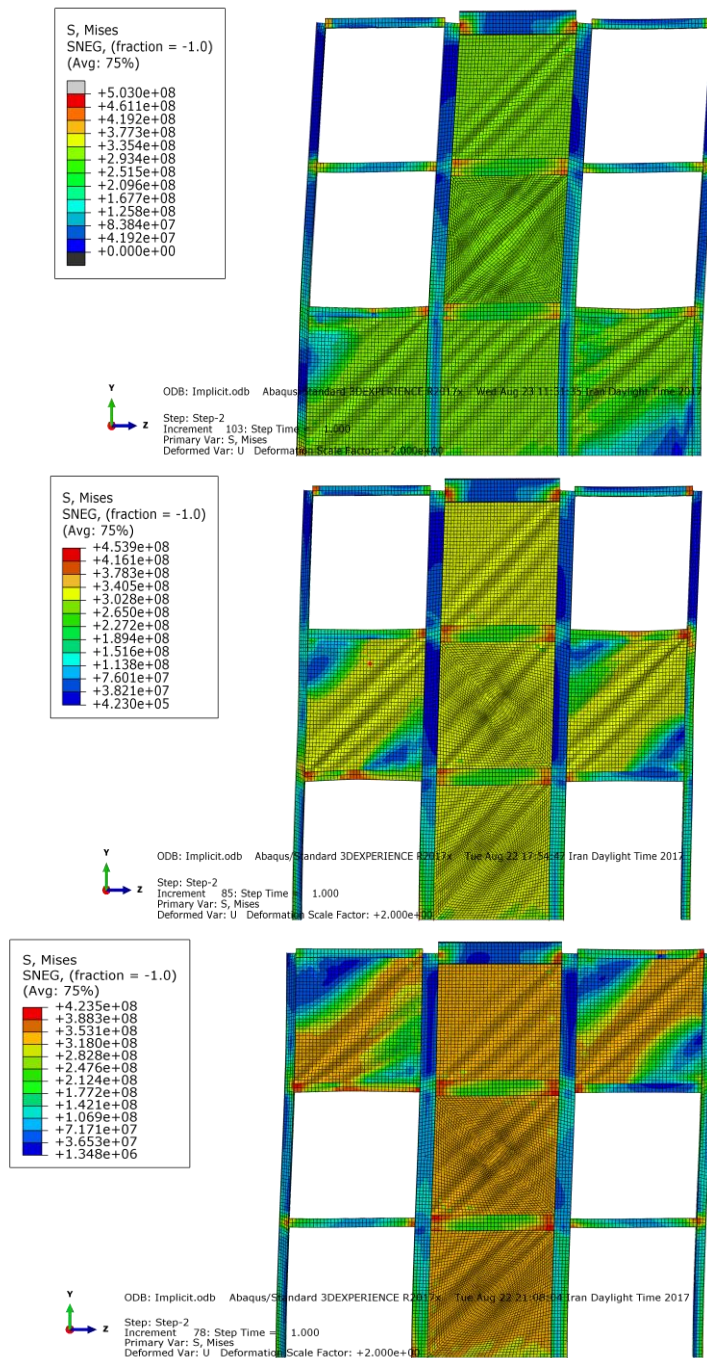 S, Mises
SNEG, (fraction = -1.0)
(Avg: 75%)
+5.030e+08
+4.611e+08
+4.192e+08
+3.773e+08
+3.354e+08
+2.934e+08
+2.515e+08
+2.096e+08
+1.677e+08
+1.258e+08
+8.384e+07
+4.192e+07
+0.000e+00
ODB: Implicit.odb Abaqus/Standard 3DEXPERIENCE R2017x Wed Aug 23 11:31:35 Iran Daylight Time 2017
Y
Z
Step: Step-2
Increment 103: Step Time = 1.000
Primary Var: S, Mises
Deformed Var: U Deformation Scale Factor: +2.000e+00
S, Mises
SNEG, (fraction = -1.0)
(Avg: 75%)
+4.539e+08
+4.161e+08
+3.783e+08
+3.405e+08
+3.028e+08
+2.650e+08
+2.272e+08
+1.894e+08
+1.516e+08
+1.138e+08
+7.601e+07
+3.821e+07
+4.230e+05
ODB: Implicit.odb Abaqus/Standard 3DEXPERIENCE R2017x Tue Aug 22 17:54:47 Iran Daylight Time 2017
Y
Z
Step: Step-2
Increment 85: Step Time = 1.000
Primary Var: S, Mises
Deformed Var: U Deformation Scale Factor: +2.000e+00
S, Mises
SNEG, (fraction = -1.0)
(Avg: 75%)
+4.235e+08
+3.883e+08
+3.531e+08
+3.180e+08
+2.828e+08
+2.476e+08
+2.124e+08
+1.772e+08
+1.421e+08
+1.069e+08
+7.171e+07
+3.653e+07
+1.348e+06
ODB: Implicit.odb Abaqus/Standard 3DEXPERIENCE R2017x Tue Aug 22 21:08:04 Iran Daylight Time 2017
Y
Z
Step: Step-2
Increment 78: Step Time = 1.000
Primary Var: S, Mises
Deformed Var: U Deformation Scale Factor: +2.000e+00